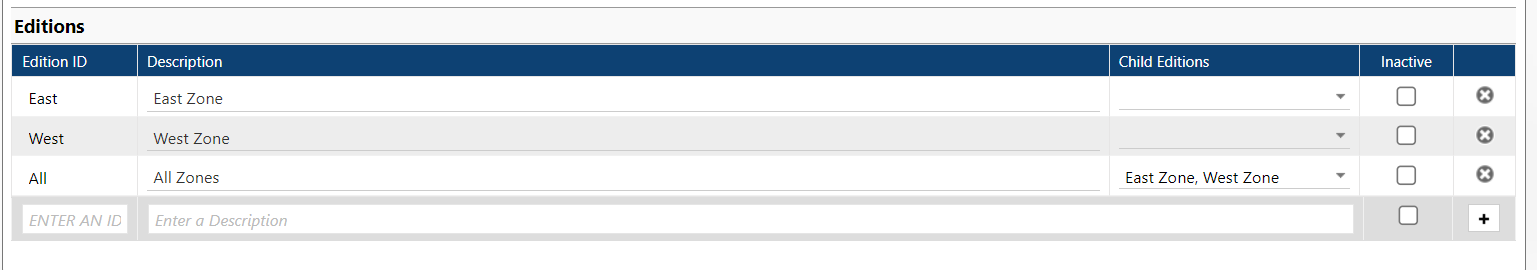 Editions
Edition ID Description Child Editions Inactive
East East Zone
West West Zone
All All Zones East Zone, West Zone
ENTER AN ID Enter a Description